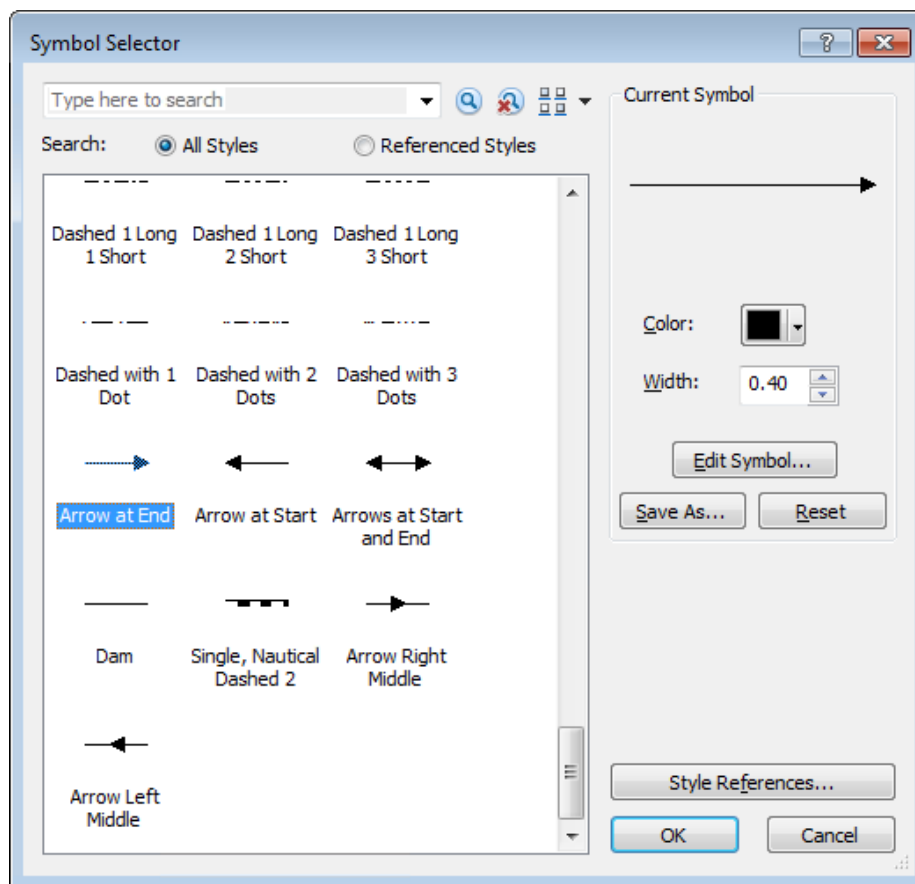 Symbol Selector
Type here to search
Search:
All Styles
Referenced Styles
Dashed 1 Long
1 Short
Dashed 1 Long
2 Short
Dashed 1 Long
3 Short
Dashed with 1
Dot
Dashed with 2
Dots
Dashed with 3
Dots
Arrow at End
Arrow at Start
Arrows at Start
and End
Dam
Single, Nautical
Dashed 2
Arrow Right
Middle
Arrow Left
Middle
Current Symbol
Color:
Width:
0.40
Edit Symbol...
Save As...
Reset
Style References...
OK
Cancel